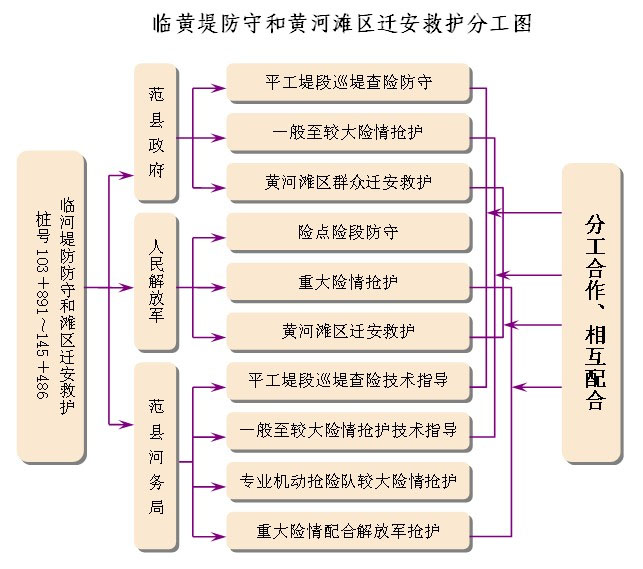 临黄堤防守和黄河滩区迁安救护分工图
临河堤防防守和滩区迁安救护
桩号 103＋891～145＋486
范县政府
平工堤段巡堤查险防守
一般至较大险情抢护
黄河滩区群众迁安救护
人民解放军
险点险段防守
重大险情抢护
黄河滩区迁安救护
范县河务局
平工堤段巡堤查险技术指导
一般至较大险情抢护技术指导
专业机动抢险队较大险情抢护
重大险情配合解放军抢护
分工合作、相互配合